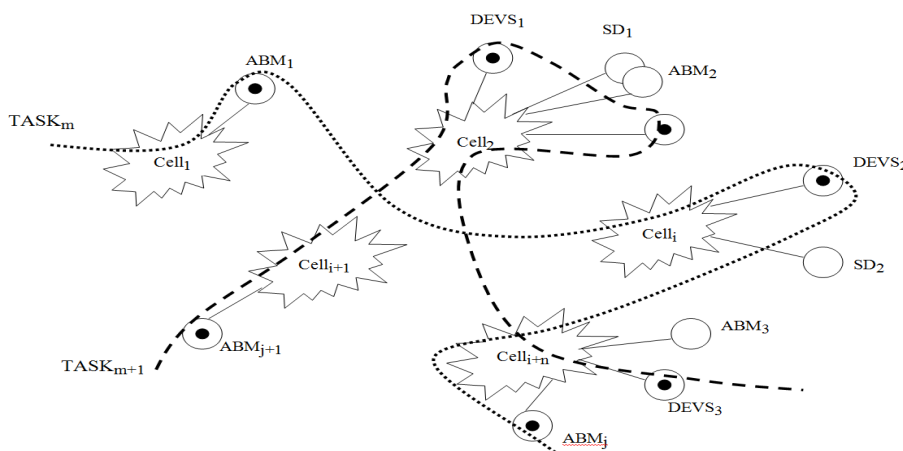 DEVS₁
SD₁
ABM₁
ABM₂
TASKₘ
Cell₁
Cell₂
DEVS₂
Cellᵢ
Cellᵢ₊₁
SD₂
ABM₃
ABMⱼ₊₁
Cellᵢ₊ₙ
TASKₘ₊₁
DEVS₃
ABMⱼ